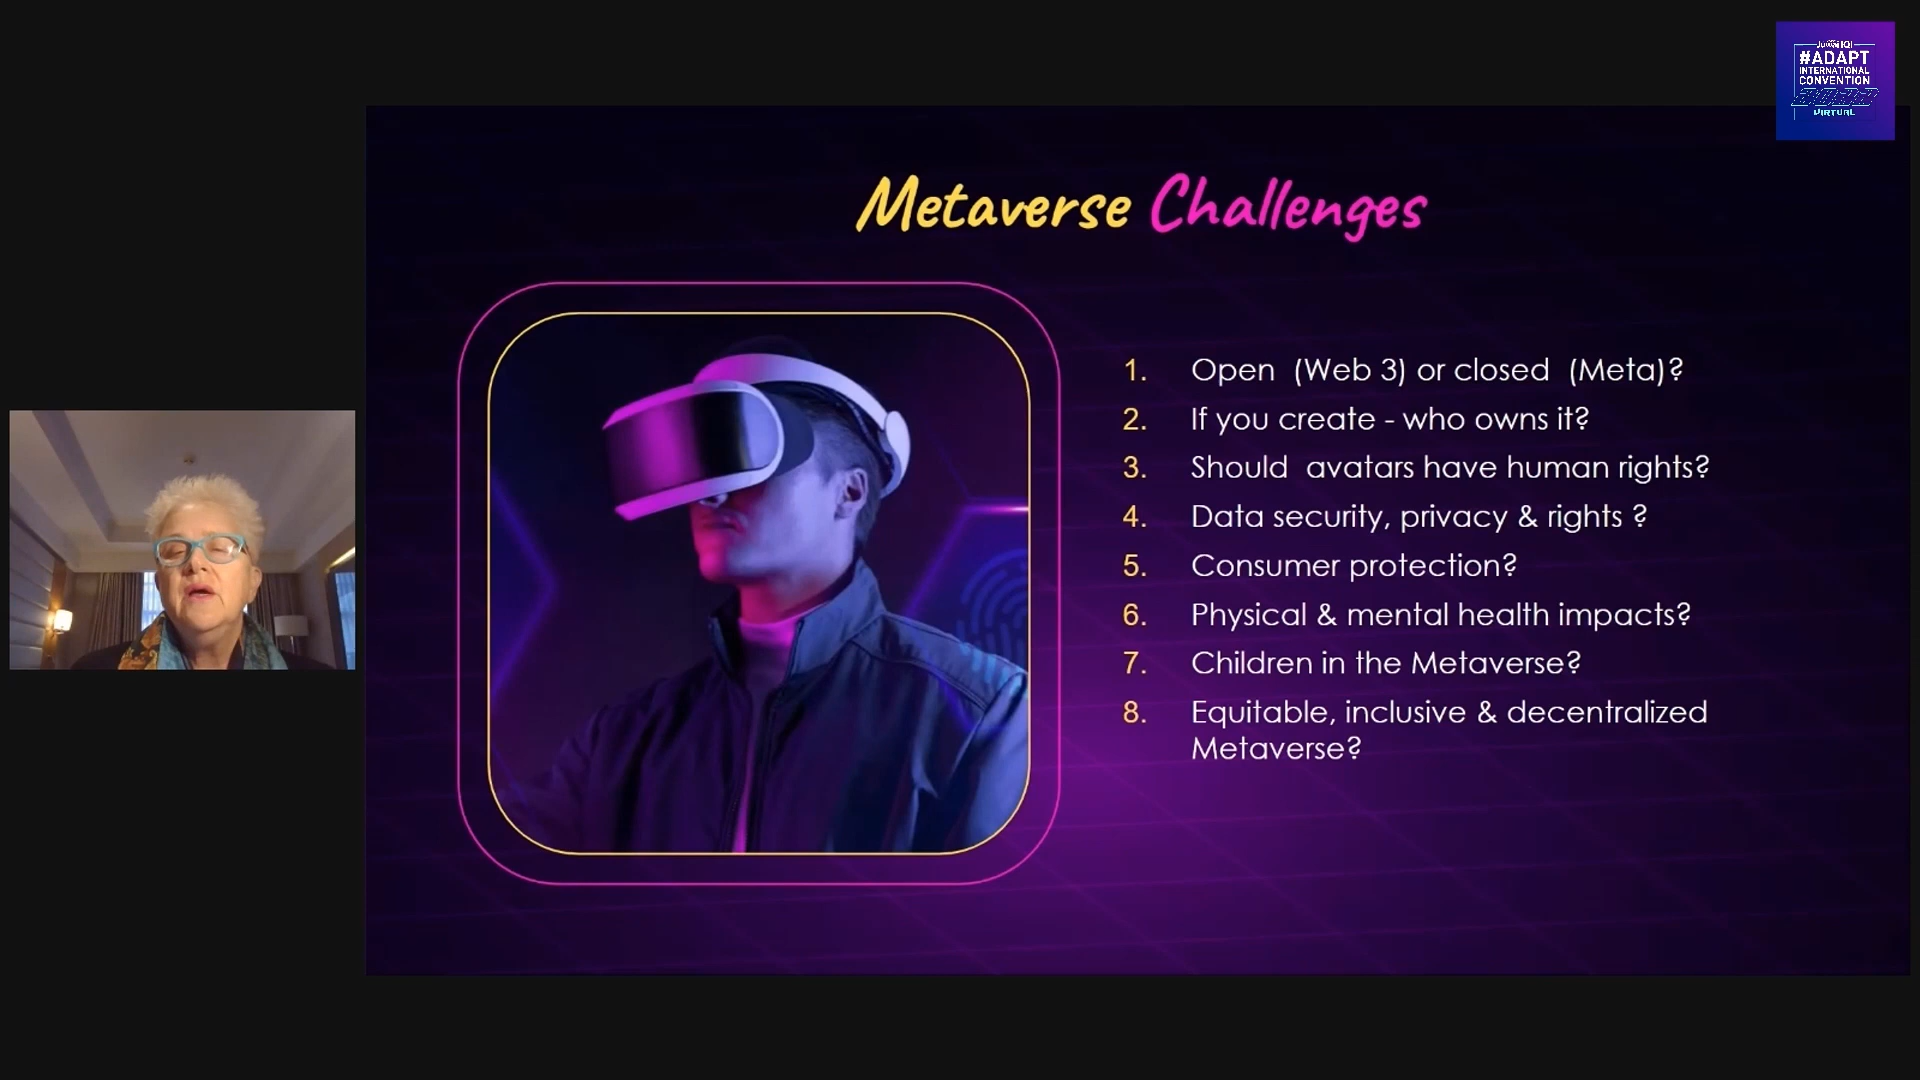 #ADAPT
INTERNATIONAL
CONVENTION
VIRTUAL
Metaverse Challenges
1. Open (Web 3) or closed (Meta)?
2. If you create - who owns it?
3. Should avatars have human rights?
4. Data security, privacy & rights ?
5. Consumer protection?
6. Physical & mental health impacts?
7. Children in the Metaverse?
8. Equitable, inclusive & decentralized
Metaverse?